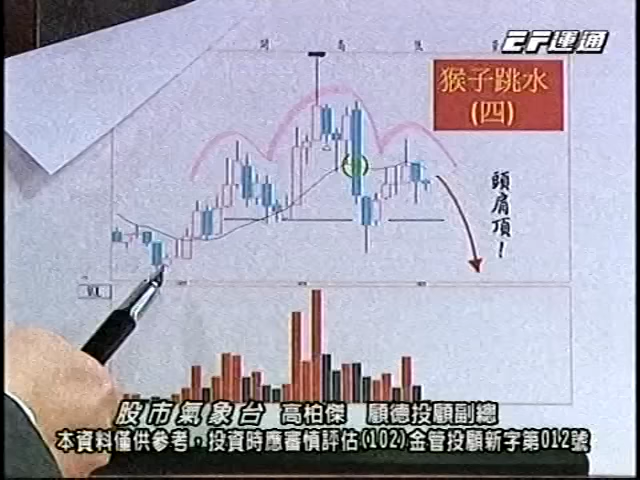 運通
猴子跳水
(四)
頭肩頂!
VOL
股市氣象台 高柏傑 顧德投顧副總
本資料僅供參考，投資時應審慎評估(102)金管投顧新字第012號